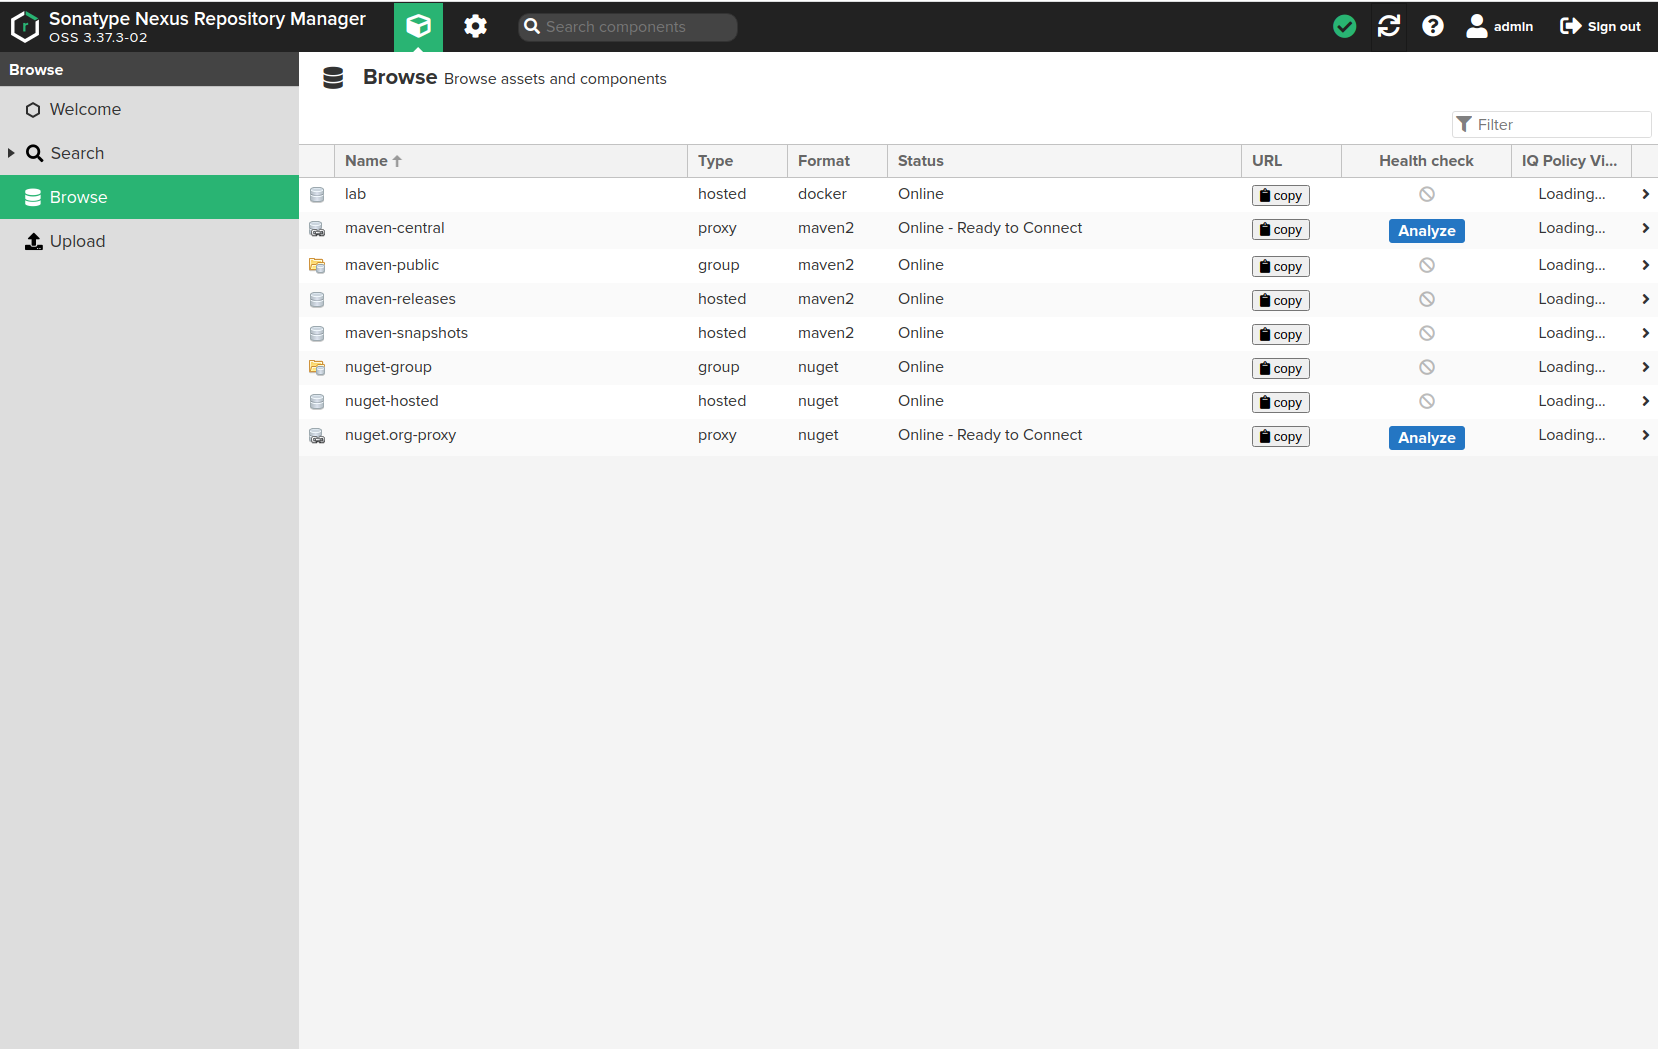 Sonatype Nexus Repository Manager
OSS 3.37.3-02
Search components
admin
Sign out
Browse
Welcome
Search
Browse
Upload
Browse Browse assets and components
Filter
Name Type Format Status URL Health check IQ Policy Vi...
lab hosted docker Online copy Loading...
maven-central proxy maven2 Online - Ready to Connect copy Analyze Loading...
maven-public group maven2 Online copy Loading...
maven-releases hosted maven2 Online copy Loading...
maven-snapshots hosted maven2 Online copy Loading...
nuget-group group nuget Online copy Loading...
nuget-hosted hosted nuget Online copy Loading...
nuget.org-proxy proxy nuget Online - Ready to Connect copy Analyze Loading...